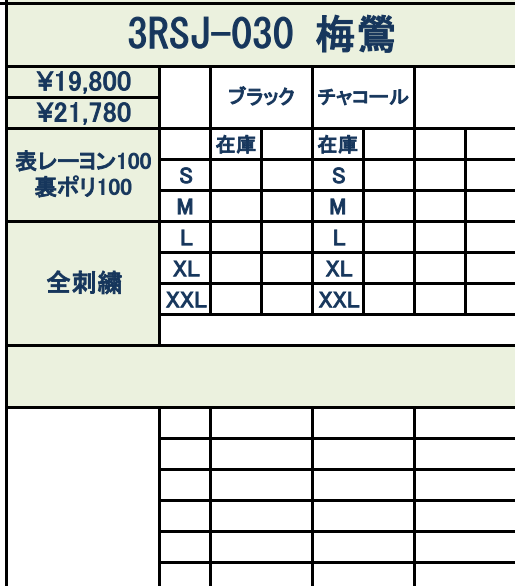 3RSJ-030 梅鶯
¥19,800
¥21,780
ブラック チャコール
在庫 在庫
表レーヨン100
裏ポリ100
S S
M M
L L
全刺繍
XL XL
XXL XXL